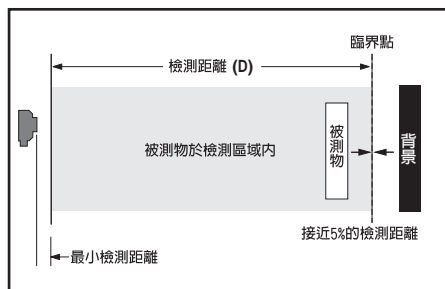 臨界點
檢測距離 (D)
被測物於檢測區域内
被測物
背景
接近5%的檢測距離
最小檢測距離